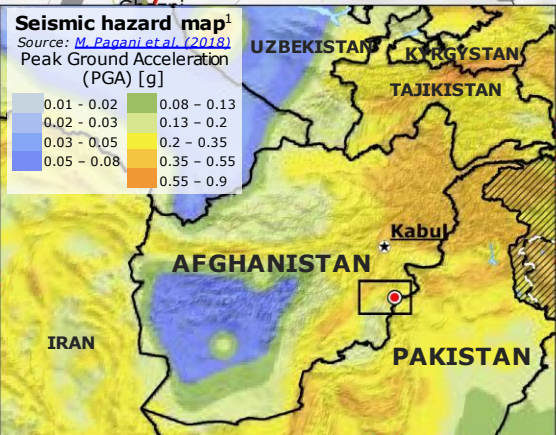 Seismic hazard map¹
Source: M. Pagani et al. (2018)
Peak Ground Acceleration
(PGA) [g]
0.01 - 0.02
0.02 - 0.03
0.03 - 0.05
0.05 - 0.08
0.08 – 0.13
0.13 – 0.2
0.2 – 0.35
0.35 – 0.55
0.55 – 0.9
UZBEKISTAN
KYRGYSTAN
TAJIKISTAN
Kabul
AFGHANISTAN
IRAN
PAKISTAN